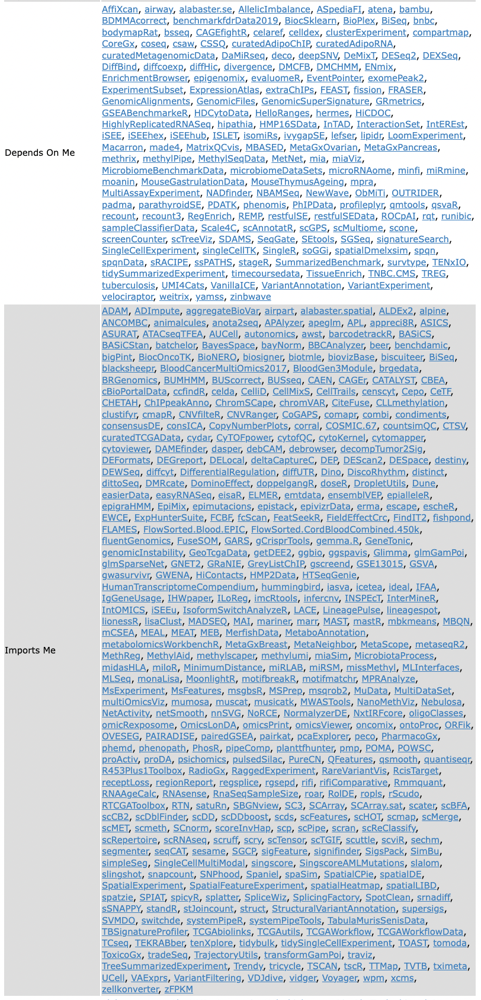 AffiXcan, airway, alabaster.se, AllelicImbalance, ASpediaFI, atena, bambu,
BDMMAcorrect, benchmarkfdrData2019, BiocSklearn, BioPlex, BiSeq, bnbc,
bodymapRat, bsseq, CAGEfightR, celaref, celldex, clusterExperiment, compartmap,
CoreGx, coseq, csaw, CSSQ, curatedAdipoChIP, curatedAdipoRNA,
curatedMetagenomicData, DaMiRseq, deco, deepSNV, DeMixT, DESeq2, DEXSeq,
DiffBind, diffcoexp, diffHic, divergence, DMCFB, DMCHMM, ENmix,
EnrichmentBrowser, epigenomix, evaluomeR, EventPointer, exomePeak2,
ExperimentSubset, ExpressionAtlas, extraChIPs, FEAST, fission, FRASER,
GenomicAlignments, GenomicFiles, GenomicSuperSignature, GRmetrics,
GSEABenchmarkeR, HDCytoData, HelloRanges, hermes, HiCDOC,
HighlyReplicatedRNASeq, hipathia, HMP16SData, InTAD, InteractionSet, IntEREst,
iSEE, iSEEhex, iSEEhub, ISLET, isomiRs, ivygapSE, lefser, lipidr, LoomExperiment,
Depends On Me
Macarron, made4, MatrixQCvis, MBASED, MetaGxOvarian, MetaGxPancreas,
methrix, methylPipe, MethylSeqData, MetNet, mia, miaViz,
MicrobiomeBenchmarkData, microbiomeDataSets, microRNAome, minfi, miRmine,
moanin, MouseGastrulationData, MouseThymusAgeing, mpra,
MultiAssayExperiment, NADfinder, NBAMSeq, NewWave, ObMiTi, OUTRIDER,
padma, parathyroidSE, PDATK, phenomis, PhIPData, profileplyr, qmtools, qsvaR,
recount, recount3, RegEnrich, REMP, restfulSE, restfulSEData, ROCpAI, rqt, runibic,
sampleClassifierData, Scale4C, scAnnotatR, scGPS, scMultiome, scone,
screenCounter, scTreeViz, SDAMS, SeqGate, SEtools, SGSeq, signatureSearch,
SingleCellExperiment, singleCellTK, SingleR, soGGi, spatialDmelxsim, spqn,
spqnData, sRACIPE, ssPATHS, stageR, SummarizedBenchmark, survtype, TENxIO,
tidySummarizedExperiment, timecoursedata, TissueEnrich, TNBC.CMS, TREG,
tuberculosis, UMI4Cats, VanillaICE, VariantAnnotation, VariantExperiment,
velociraptor, weitrix, yamss, zinbwave
ADAM, ADImpute, aggregateBioVar, airpart, alabaster.spatial, ALDEx2, alpine,
ANCOMBC, animalcules, anota2seq, APAlyzer, apeglm, APL, appreci8R, ASICS,
ASURAT, ATACseqTFEA, AUCell, autonomics, awst, barcodetrackR, BASiCS,
BASiCStan, batchelor, BayesSpace, bayNorm, BBCAnalyzer, beer, benchdamic,
bigPint, BiocOncoTK, BioNERO, biosigner, biotmle, biovizBase, biscuiteer, BiSeq,
blacksheepr, BloodCancerMultiOmics2017, BloodGen3Module, brgedata,
BRGenomics, BUMHMM, BUScorrect, BUSseq, CAEN, CAGEr, CATALYST, CBEA,
cBioPortalData, ccfindR, celda, CelliD, CellMixS, CellTrails, censcyt, Cepo, CeTF,
CHETAH, ChIPpeakAnno, ChromSCape, chromVAR, CiteFuse, CLLmethylation,
clustifyr, cmapR, CNVfilteR, CNVRanger, CoGAPS, comapr, combi, condiments,
consensusDE, consICA, CopyNumberPlots, corral, COSMIC.67, countsimQC, CTSV,
curatedTCGAData, cydar, CyTOFpower, cytofQC, cytoKernel, cytomapper,
cytoviewer, DAMEfinder, dasper, debCAM, debrowser, decompTumor2Sig,
DEFormats, DEGreport, DELocal, deltaCaptureC, DEP, DEScan2, DESpace, destiny,
DEWSeq, diffcyt, DifferentialRegulation, diffUTR, Dino, DiscoRhythm, distinct,
dittoSeq, DMRcate, DominoEffect, doppelgangR, doseR, DropletUtils, Dune,
easierData, easyRNASeq, eisaR, ELMER, emtdata, ensemblVEP, epialleleR,
epigraHMM, EpiMix, epimutacions, epistack, epivizrData, erma, escape, escheR,
EWCE, ExpHunterSuite, FCBF, fcScan, FeatSeekR, FieldEffectCrc, FindIT2, fishpond,
FLAMES, FlowSorted.Blood.EPIC, FlowSorted.CordBloodCombined.450k,
fluentGenomics, FuseSOM, GARS, gCrisprTools, gemma.R, GeneTonic,
genomicInstability, GeoTcgaData, getDEE2, ggbio, ggspavis, Glimma, glmGamPoi,
glmSparseNet, GNET2, GRaNIE, GreyListChIP, gscreend, GSE13015, GSVA,
gwasurvivr, GWENA, HiContacts, HMP2Data, HTSeqGenie,
HumanTranscriptomeCompendium, hummingbird, iasva, icetea, ideal, IFAA,
IgGeneUsage, IHWpaper, ILoReg, imcRtools, infercnv, INSPEcT, InterMineR,
IntOMICS, iSEEu, IsoformSwitchAnalyzeR, LACE, LineagePulse, lineagespot,
lionessR, lisaClust, MADSEQ, MAI, mariner, marr, MAST, mastR, mbkmeans, MBQN,
mCSEA, MEAL, MEAT, MEB, MerfishData, MetaboAnnotation,
metabolomicsWorkbenchR, MetaGxBreast, MetaNeighbor, MetaScope, metaseqR2,
Imports Me
MethReg, MethylAid, methylscaper, methylumi, miaSim, MicrobiotaProcess,
midasHLA, miloR, MinimumDistance, miRLAB, miRSM, missMethyl, MLInterfaces,
MLSeq, monaLisa, MoonlightR, motifbreakR, motifmatchr, MPRAnalyze,
MsExperiment, MsFeatures, msgbsR, MSPrep, msqrob2, MuData, MultiDataSet,
multiOmicsViz, mumosa, muscat, musicatk, MWASTools, NanoMethViz, Nebulosa,
NetActivity, netSmooth, nnSVG, NoRCE, NormalyzerDE, NxtIRFcore, oligoClasses,
omicRexposome, OmicsLonDA, omicsPrint, omicsViewer, oncomix, ontoProc, ORFik,
OVESEG, PAIRADISE, pairedGSEA, pairkat, pcaExplorer, peco, PharmacoGx,
phemd, phenopath, PhosR, pipeComp, planttfhunter, pmp, POMA, POWSC,
proActiv, proDA, psichomics, pulsedSilac, PureCN, QFeatures, qsmooth, quantiseqr,
R453Plus1Toolbox, RadioGx, RaggedExperiment, RareVariantVis, RcisTarget,
receptLoss, regionReport, regsplice, rgsepd, rifi, rifiComparative, Rmmquant,
RNAAgeCalc, RNAsense, RnaSeqSampleSize, roar, RolDE, ropls, rScudo,
RTCGAToolbox, RTN, satuRn, SBGNview, SC3, SCArray, SCArray.sat, scater, scBFA,
scCB2, scDblFinder, scDD, scDDboost, scds, scFeatures, scHOT, scmap, scMerge,
scMET, scmeth, SCnorm, scoreInvHap, scp, scPipe, scran, scReClassify,
scRepertoire, scRNAseq, scruff, scry, scTensor, scTGIF, scuttle, scviR, sechm,
segmenter, seqCAT, sesame, SGCP, sigFeature, signifinder, SigsPack, SimBu,
simpleSeg, SingleCellMultiModal, singscore, SingscoreAMLMutations, slalom,
slingshot, snapcount, SNPhood, Spaniel, spaSim, SpatialCPie, spatialDE,
SpatialExperiment, SpatialFeatureExperiment, spatialHeatmap, spatialLIBD,
spatzie, SPIAT, spicyR, splatter, SpliceWiz, SplicingFactory, SpotClean, srnadiff,
sSNAPPY, standR, stJoincount, struct, StructuralVariantAnnotation, supersigs,
SVMDO, switchde, systemPipeR, systemPipeTools, TabulaMurisSenisData,
TBSignatureProfiler, TCGAbiolinks, TCGAutils, TCGAWorkflow, TCGAWorkflowData,
TCseq, TEKRABber, tenXplore, tidybulk, tidySingleCellExperiment, TOAST, tomoda,
ToxicoGx, tradeSeq, TrajectoryUtils, transformGamPoi, traviz,
TreeSummarizedExperiment, Trendy, tricycle, TSCAN, tscR, TTMap, TVTB, tximeta,
UCell, VAExprs, VariantFiltering, VDJdive, vidger, Voyager, wpm, xcms,
zellkonverter, zFPKM